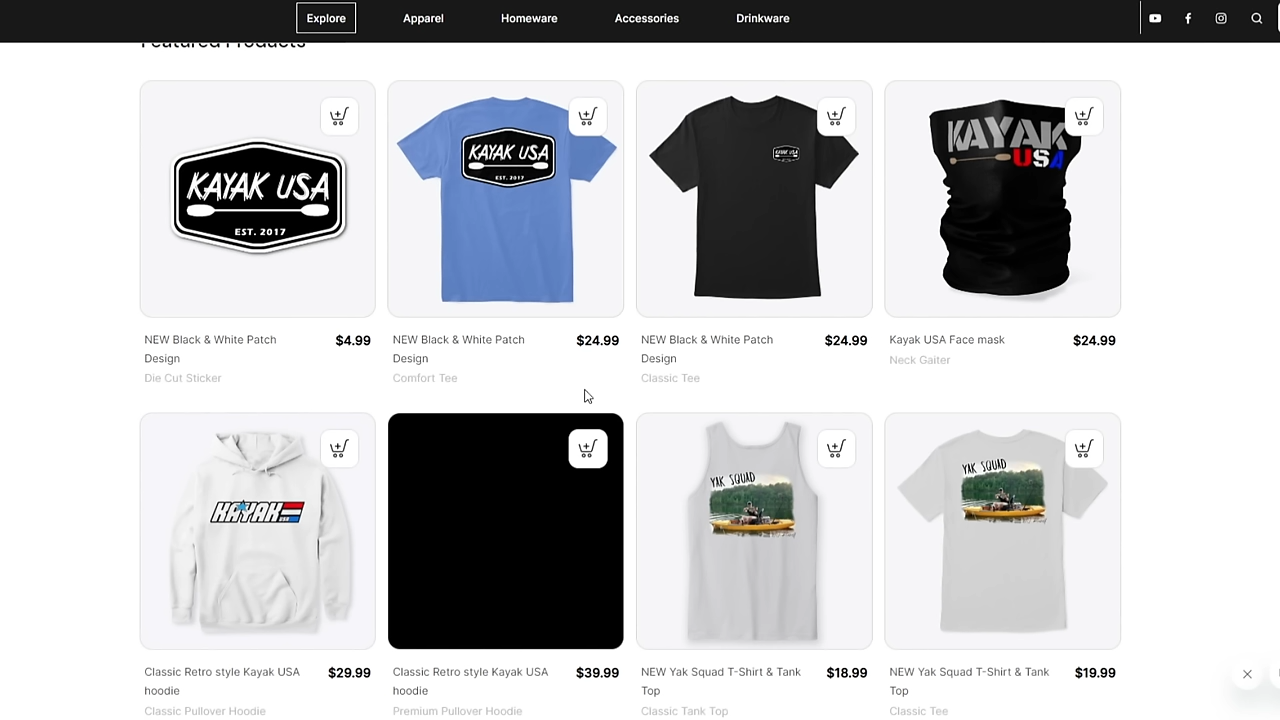 Explore
Apparel
Homeware
Accessories
Drinkware
Featured Products
KAYAK USA
EST. 2017
KAYAK USA
EST. 2017
KAYAK USA
KAYAK
USA
NEW Black & White Patch
Design
Die Cut Sticker
$4.99
NEW Black & White Patch
Design
Comfort Tee
$24.99
NEW Black & White Patch
Design
Classic Tee
$24.99
Kayak USA Face mask
Neck Gaiter
$24.99
KAYAK
USA
YAK SQUAD
YAK SQUAD
Classic Retro style Kayak USA
hoodie
Classic Pullover Hoodie
$29.99
Classic Retro style Kayak USA
hoodie
Premium Pullover Hoodie
$39.99
NEW Yak Squad T-Shirt & Tank
Top
Classic Tank Top
$18.99
NEW Yak Squad T-Shirt & Tank
Top
Classic Tee
$19.99